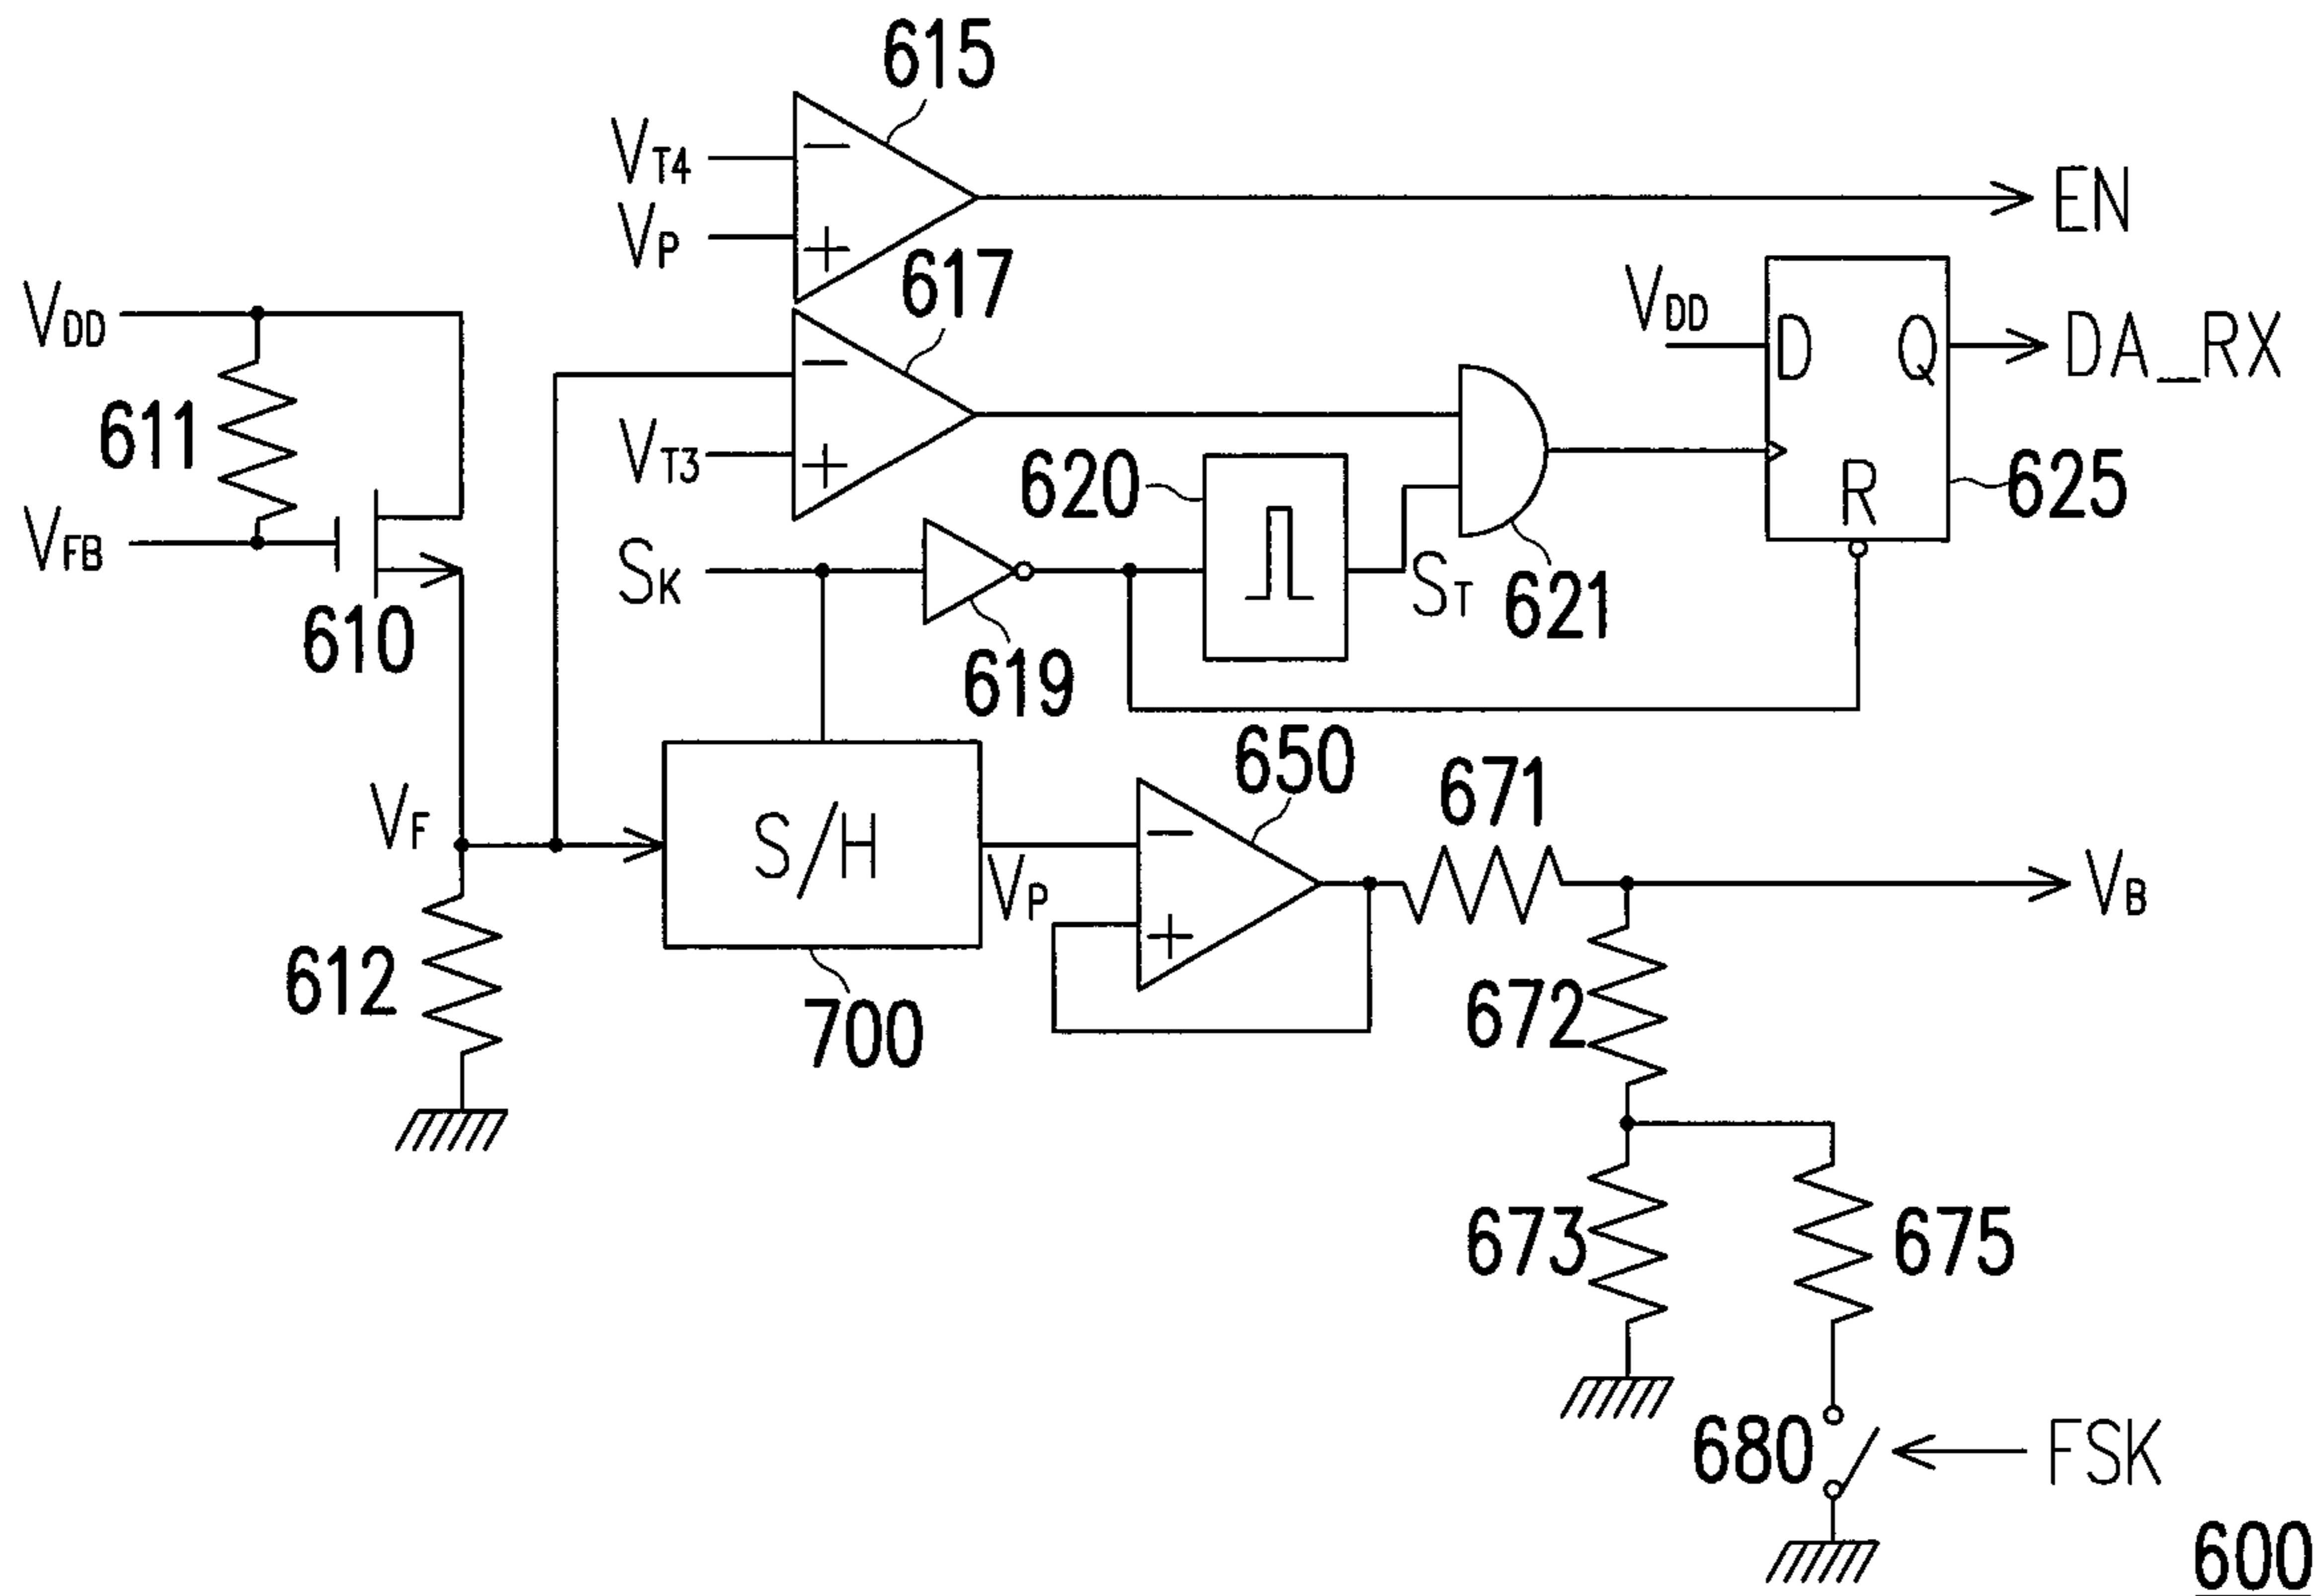 615
VT4
VP
EN
617
VDD
VDD
D
Q
DA_RX
611
VT3
620
R
625
VFB
SK
ST
621
610
619
650
671
VF
S/H
VP
VB
612
700
672
673
675
680
FSK
600